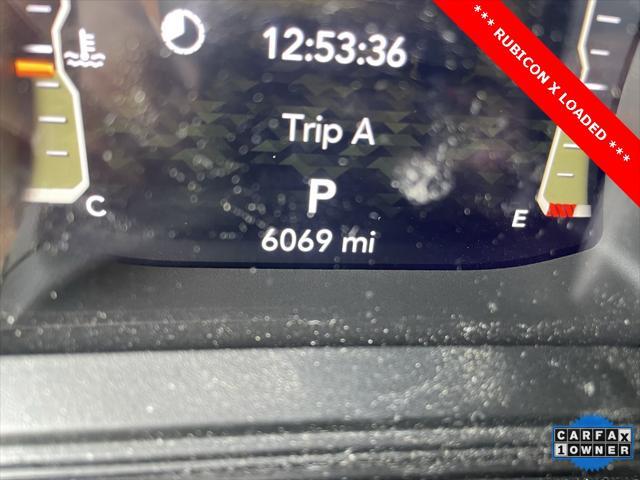 12:53:36
*** RUBICON X LOADED ***
Trip A
P
C
E
6069 mi
CARFAX
1 OWNER